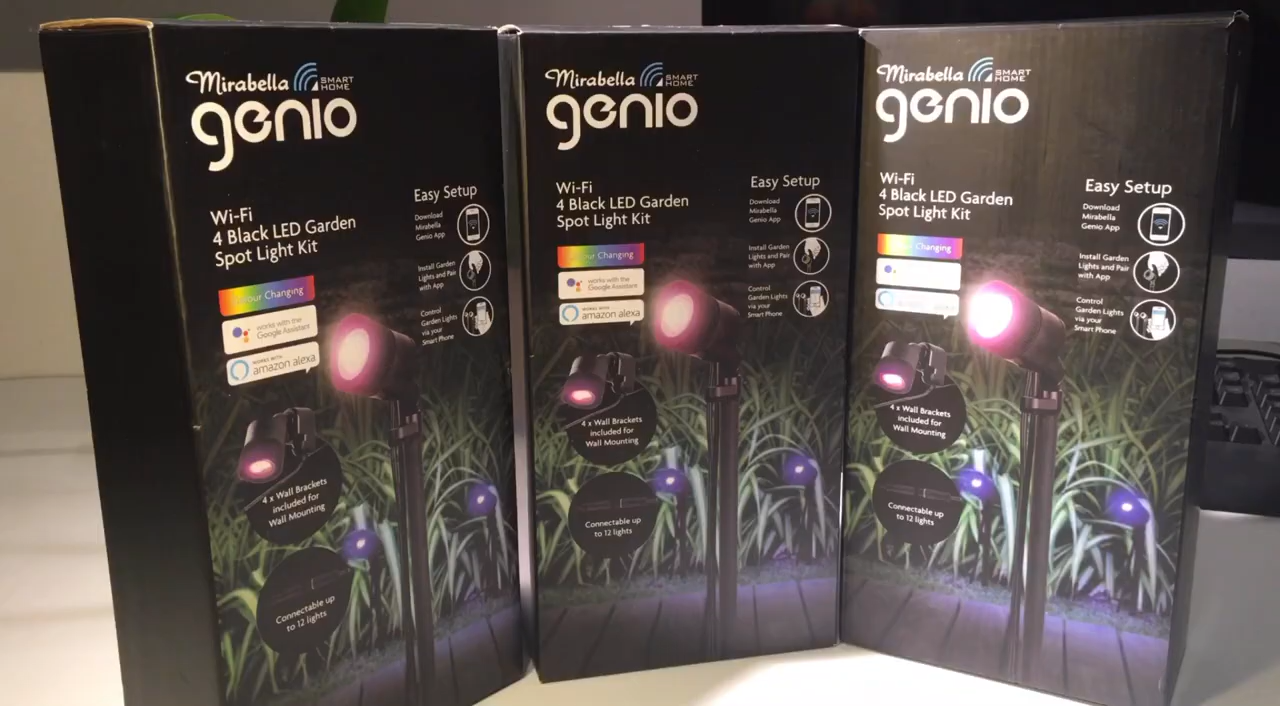 Mirabella SMART HOME
genio
Wi-Fi
4 Black LED Garden
Spot Light Kit
Easy Setup
Download
Mirabella
Genio App
Install Garden
Lights and Pair
with App
Control
Garden Lights
via your
Smart Phone
Colour Changing
works with the
Google Assistant
WORKS WITH
amazon alexa
4 x Wall Brackets
included for
Wall Mounting
Connectable up
to 12 lights
Mirabella SMART HOME
genio
Wi-Fi
4 Black LED Garden
Spot Light Kit
Easy Setup
Download
Mirabella
Genio App
Install Garden
Lights and Pair
with App
Control
Garden Lights
via your
Smart Phone
Colour Changing
works with the
Google Assistant
WORKS WITH
amazon alexa
4 x Wall Brackets
included for
Wall Mounting
Connectable up
to 12 lights
Mirabella SMART HOME
genio
Wi-Fi
4 Black LED Garden
Spot Light Kit
Easy Setup
Download
Mirabella
Genio App
Install Garden
Lights and Pair
with App
Control
Garden Lights
via your
Smart Phone
Colour Changing
4 x Wall Brackets
included for
Wall Mounting
Connectable up
to 12 lights